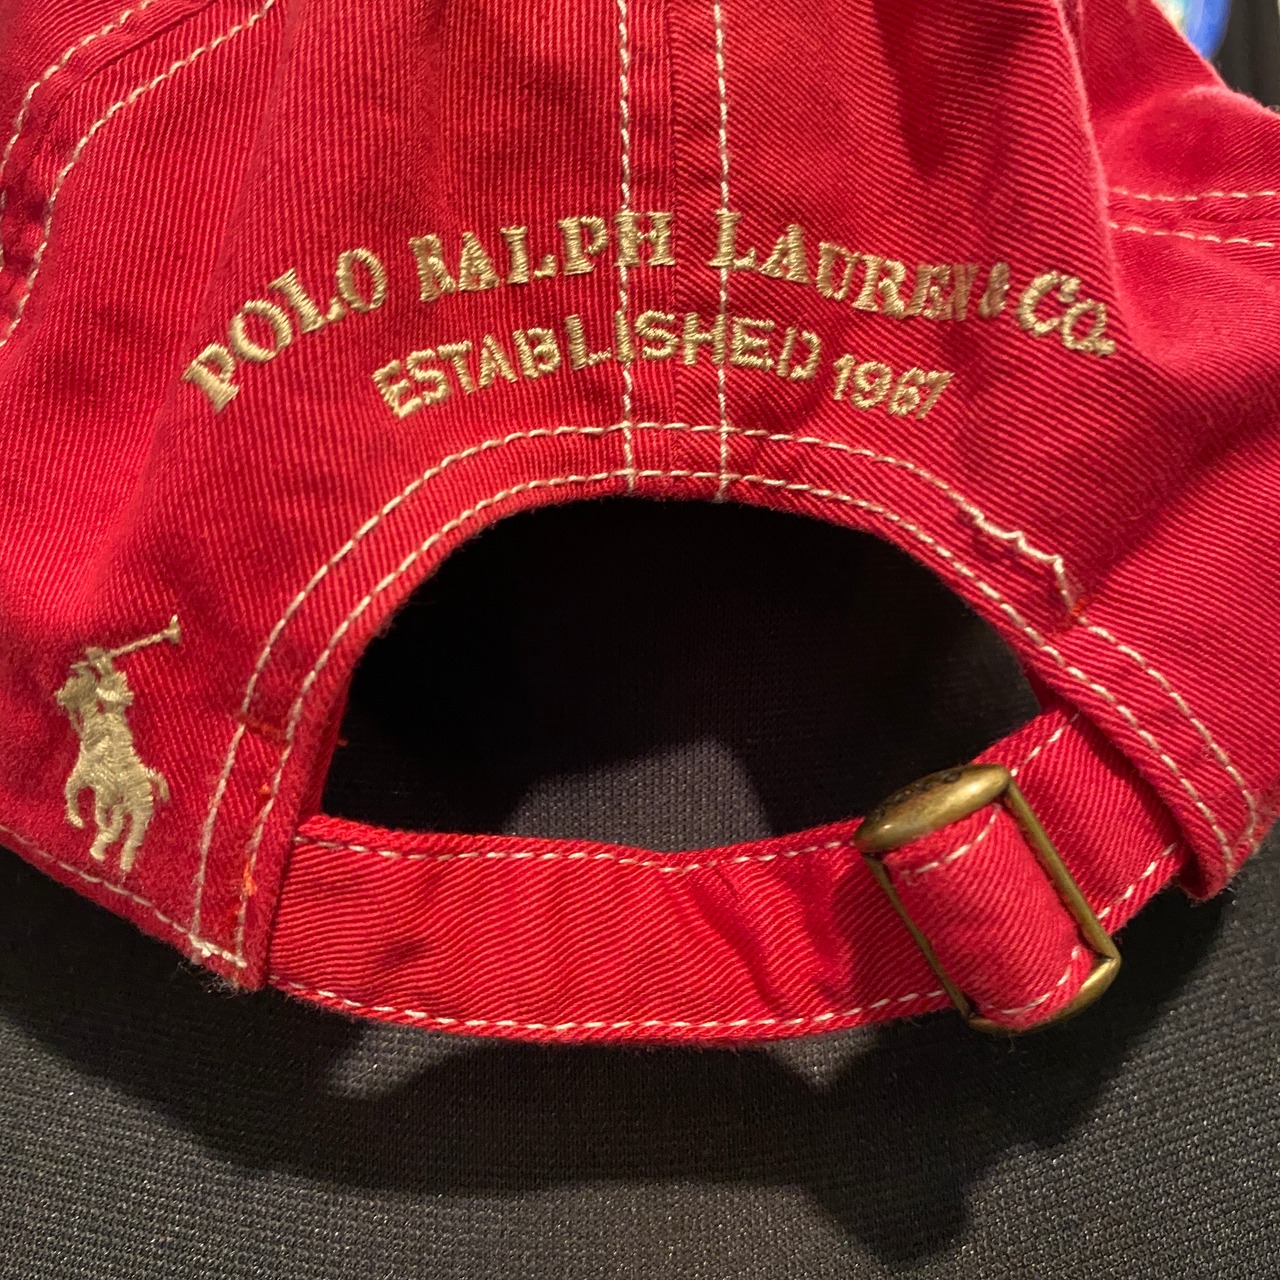 POLO RALPH LAUREN & CO.
ESTABLISHED 1967